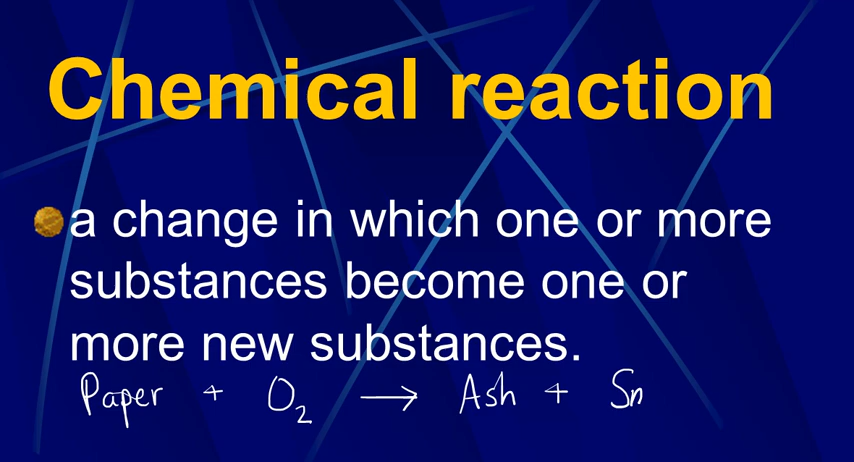 Chemical reaction
a change in which one or more
substances become one or
more new substances.
Paper + O₂ → Ash + Sn